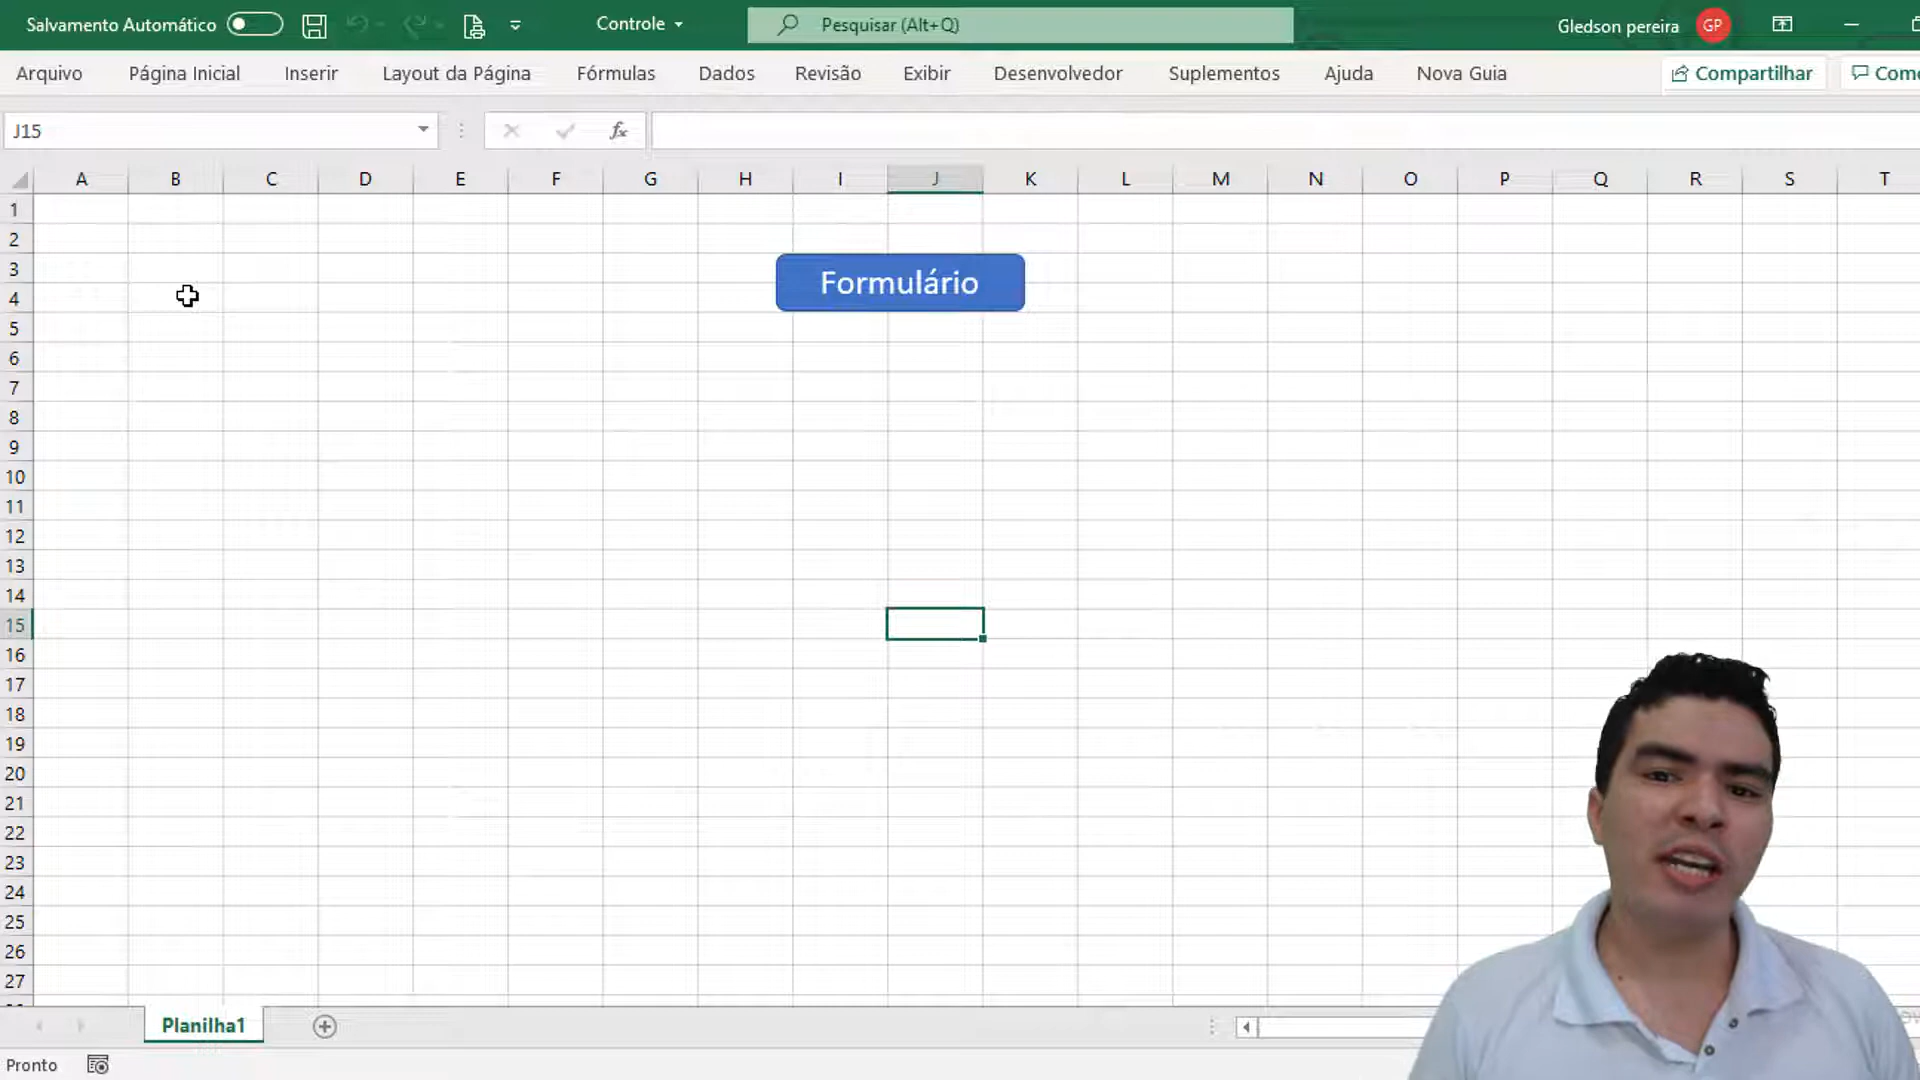 Salvamento Automático
Controle
Pesquisar (Alt+Q)
Gledson pereira
GP
Arquivo
Página Inicial
Inserir
Layout da Página
Fórmulas
Dados
Revisão
Exibir
Desenvolvedor
Suplementos
Ajuda
Nova Guia
Compartilhar
J15
fx
A B C D E F G H I J K L M N O P Q R S T
1
2
3
Formulário
4
5
6
7
8
9
10
11
12
13
14
15
16
17
18
19
20
21
22
23
24
25
26
27
Planilha1
Pronto